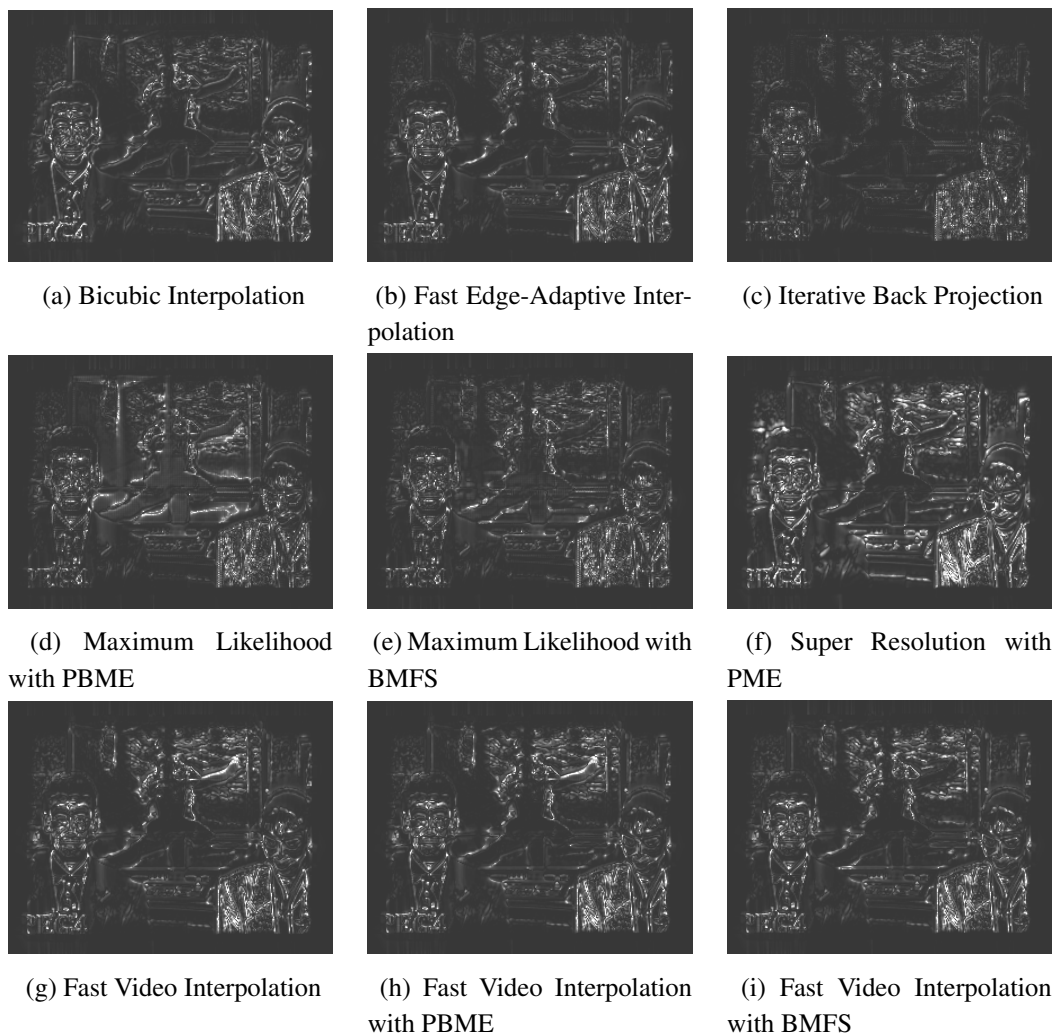 (a) Bicubic Interpolation
(b) Fast Edge-Adaptive Inter-
polation
(c) Iterative Back Projection
(d) Maximum Likelihood
with PBME
(e) Maximum Likelihood with
BMFS
(f) Super Resolution with
PME
(g) Fast Video Interpolation
(h) Fast Video Interpolation
with PBME
(i) Fast Video Interpolation
with BMFS